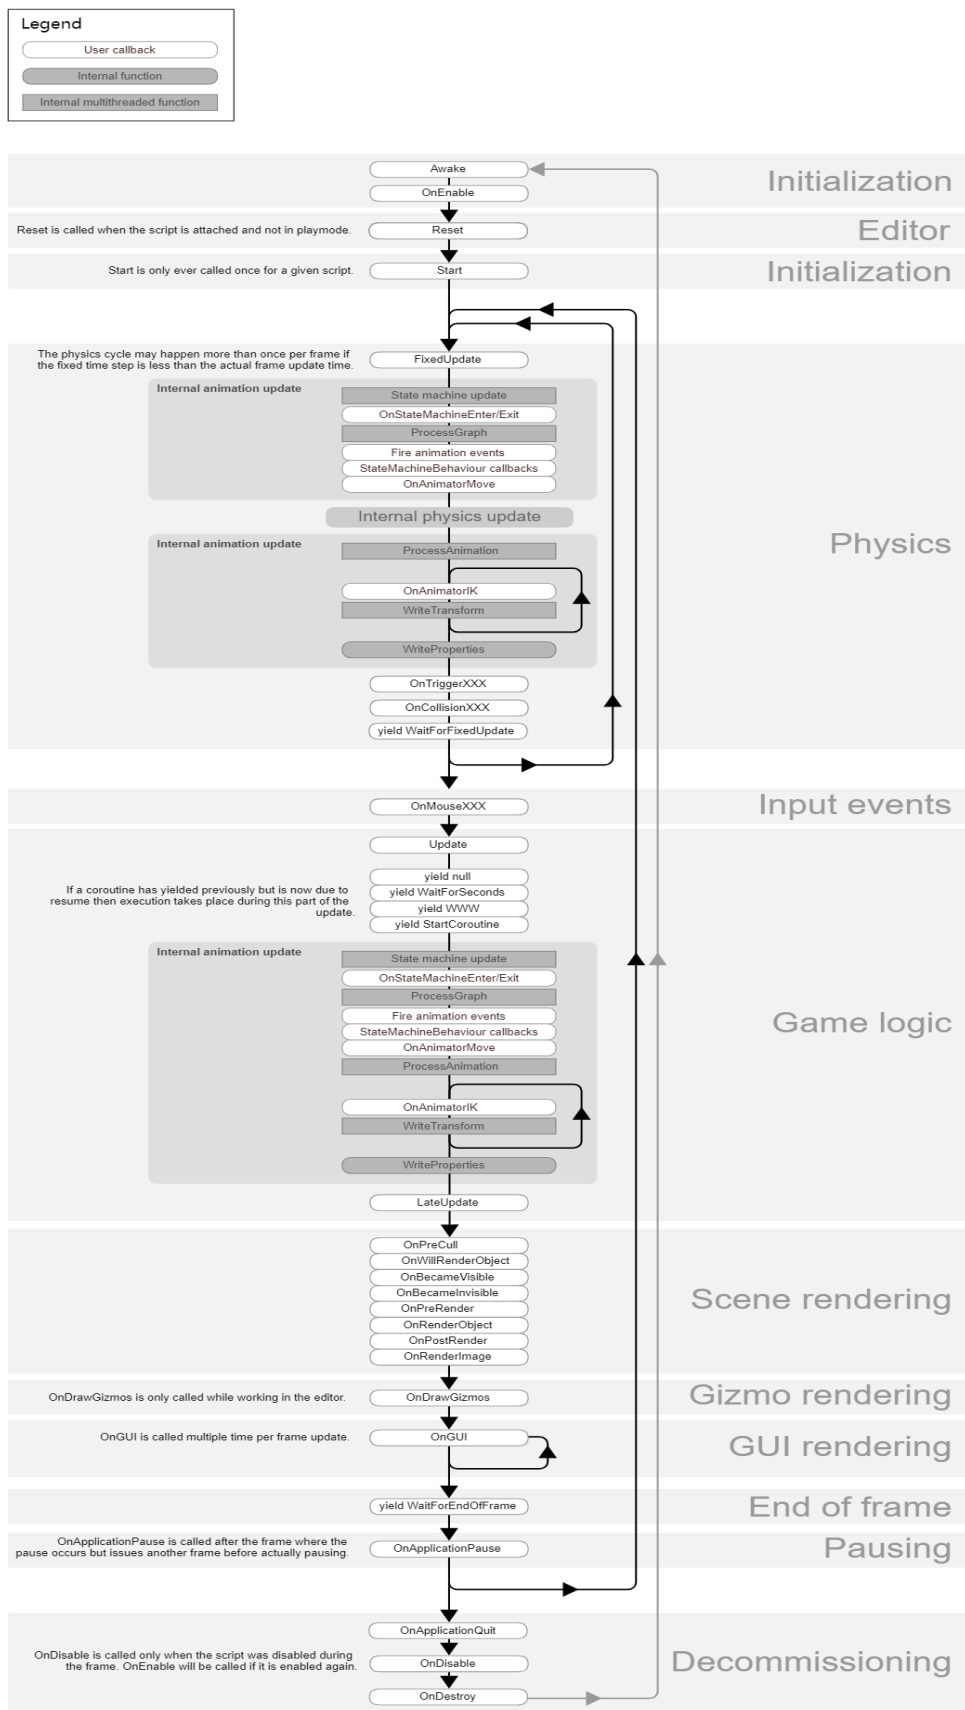 Legend
User callback
Internal function
Internal multithreaded function
Awake
Initialization
OnEnable
Reset is called when the script is attached and not in playmode.
Reset
Editor
Start is only ever called once for a given script.
Start
Initialization
The physics cycle may happen more than once per frame if
the fixed time step is less than the actual frame update time.
FixedUpdate
Internal animation update
State machine update
OnStateMachineEnter/Exit
ProcessGraph
Fire animation events
StateMachineBehaviour callbacks
OnAnimatorMove
Internal physics update
Physics
Internal animation update
ProcessAnimation
OnAnimatorIK
WriteTransform
WriteProperties
OnTriggerXXX
OnCollisionXXX
yield WaitForFixedUpdate
OnMouseXXX
Input events
Update
If a coroutine has yielded previously but is now due to
resume then execution takes place during this part of the
update.
yield null
yield WaitForSeconds
yield WWW
yield StartCoroutine
Internal animation update
State machine update
OnStateMachineEnter/Exit
ProcessGraph
Fire animation events
StateMachineBehaviour callbacks
OnAnimatorMove
ProcessAnimation
Game logic
OnAnimatorIK
WriteTransform
WriteProperties
LateUpdate
OnPreCull
OnWillRenderObject
OnBecameVisible
OnBecameInvisible
OnPreRender
OnRenderObject
OnPostRender
OnRenderImage
Scene rendering
OnDrawGizmos is only called while working in the editor.
OnDrawGizmos
Gizmo rendering
OnGUI is called multiple time per frame update.
OnGUI
GUI rendering
yield WaitForEndOfFrame
End of frame
OnApplicationPause is called after the frame where the
pause occurs but issues another frame before actually pausing.
OnApplicationPause
Pausing
OnApplicationQuit
OnDisable is called only when the script was disabled during
the frame. OnEnable will be called if it is enabled again.
OnDisable
Decommissioning
OnDestroy